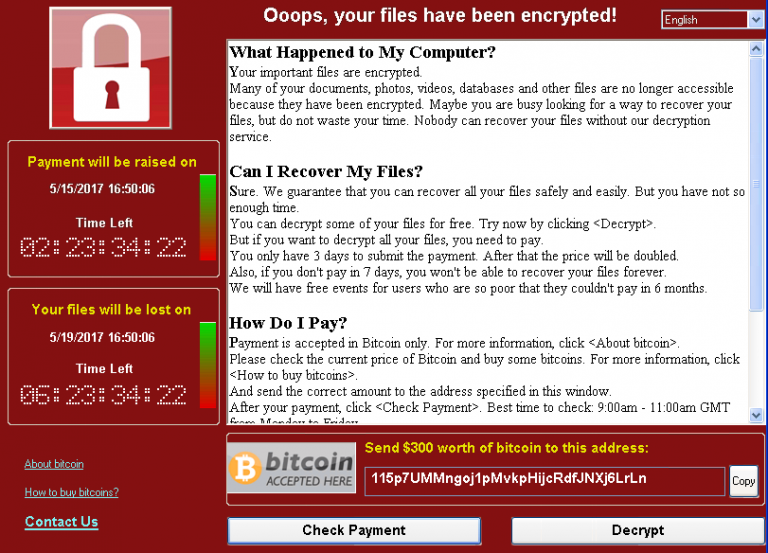 Ooops, your files have been encrypted!
English
What Happened to My Computer?
Your important files are encrypted.
Many of your documents, photos, videos, databases and other files are no longer accessible
because they have been encrypted. Maybe you are busy looking for a way to recover your
files, but do not waste your time. Nobody can recover your files without our decryption
service.
Can I Recover My Files?
Sure. We guarantee that you can recover all your files safely and easily. But you have not so
enough time.
You can decrypt some of your files for free. Try now by clicking <Decrypt>.
But if you want to decrypt all your files, you need to pay.
You only have 3 days to submit the payment. After that the price will be doubled.
Also, if you don't pay in 7 days, you won't be able to recover your files forever.
We will have free events for users who are so poor that they couldn't pay in 6 months.
How Do I Pay?
Payment is accepted in Bitcoin only. For more information, click <About bitcoin>.
Please check the current price of Bitcoin and buy some bitcoins. For more information, click
<How to buy bitcoins>.
And send the correct amount to the address specified in this window.
After your payment, click <Check Payment>. Best time to check: 9:00am - 11:00am GMT
from Monday to Friday
Payment will be raised on
5/15/2017 16:50:06
Time Left
02:23:34:22
Your files will be lost on
5/19/2017 16:50:06
Time Left
06:23:34:22
About bitcoin
How to buy bitcoins?
Contact Us
bitcoin
ACCEPTED HERE
Send $300 worth of bitcoin to this address:
115p7UMMngoj1pMvkpHijcRdfJNXj6LrLn
Copy
Check Payment
Decrypt